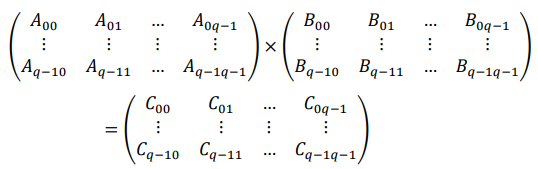 A₀₀ A₀₁ … A₀q₋₁ B₀₀ B₀₁ … B₀q₋₁
⋮ ⋮ ⋮ ⋮ × ⋮ ⋮ ⋮ ⋮
Aq₋₁₀ Aq₋₁₁ … Aq₋₁q₋₁ Bq₋₁₀ Bq₋₁₁ … Bq₋₁q₋₁
C₀₀ C₀₁ … C₀q₋₁
= ⋮ ⋮ ⋮ ⋮
Cq₋₁₀ Cq₋₁₁ … Cq₋₁q₋₁